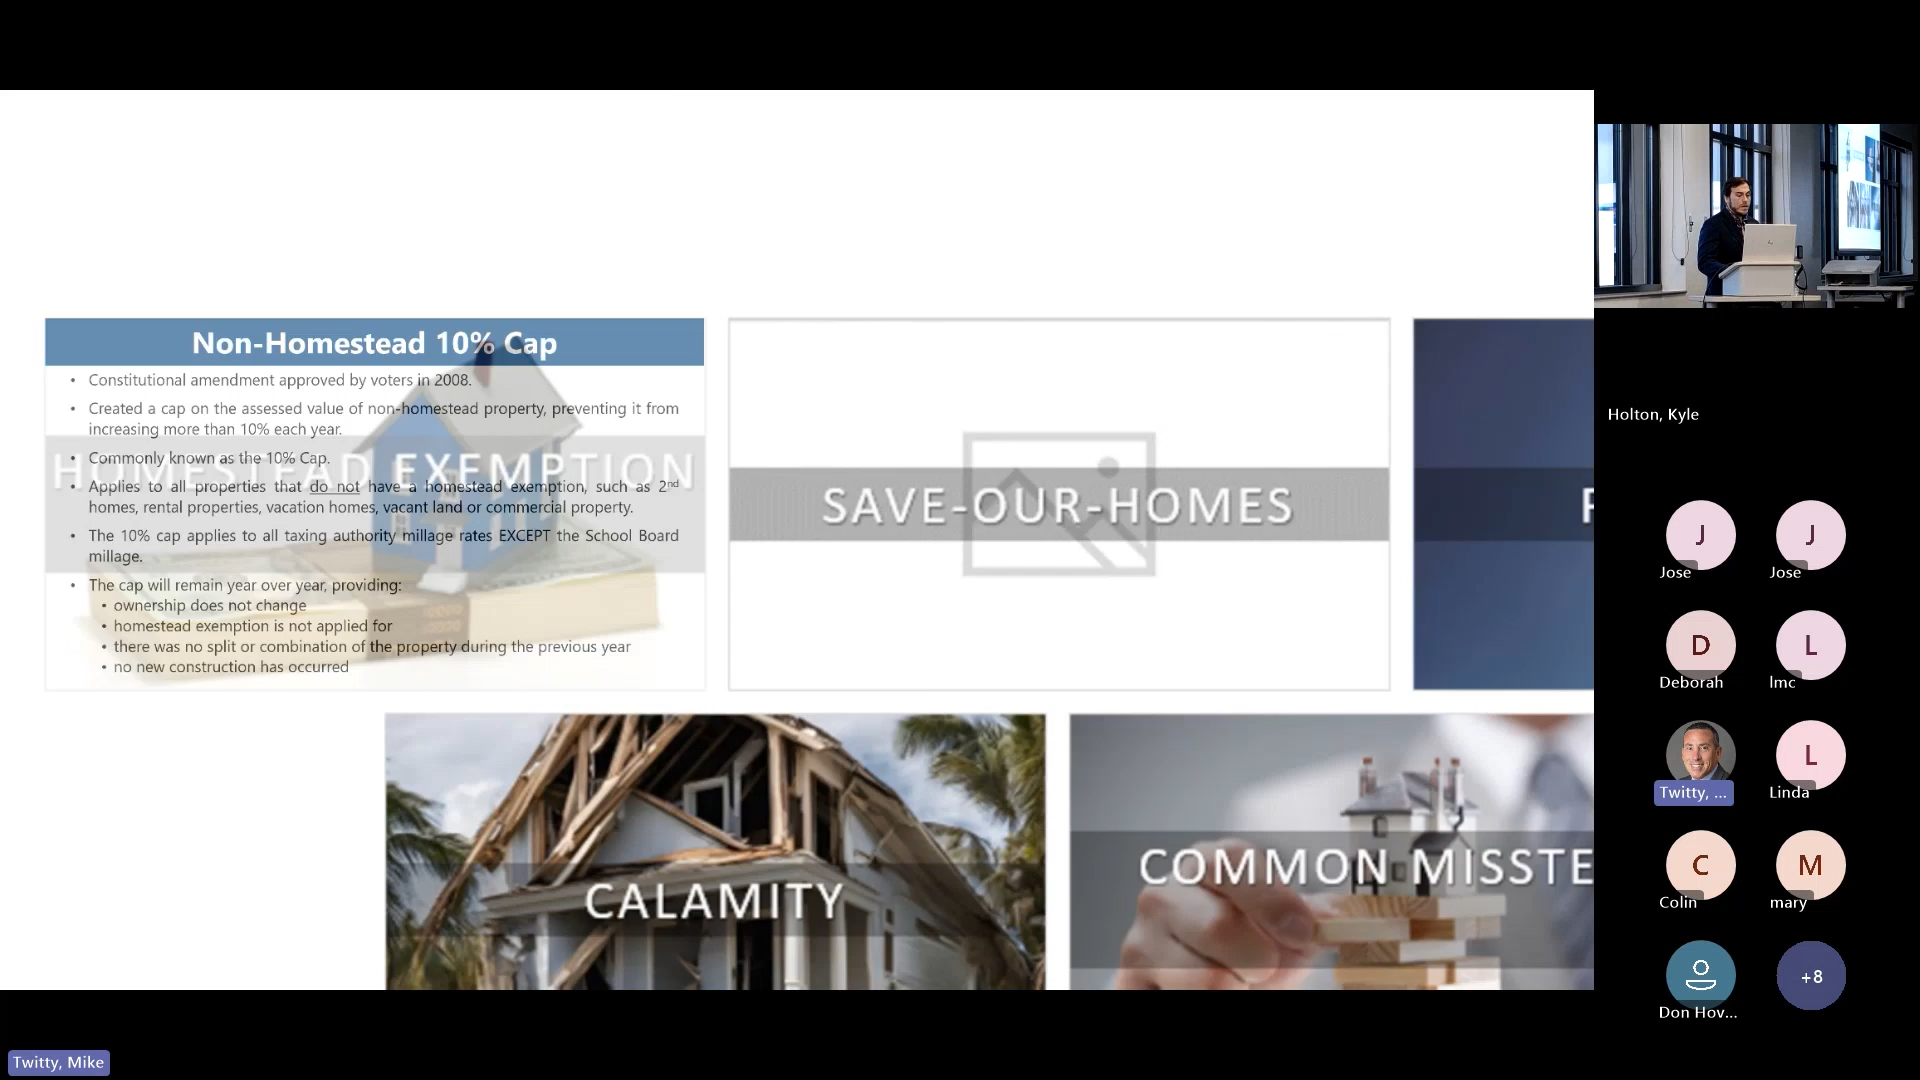 Non-Homestead 10% Cap
• Constitutional amendment approved by voters in 2008.
• Created a cap on the assessed value of non-homestead property, preventing it from
increasing more than 10% each year.
• Commonly known as the 10% Cap.
HOMESTEAD EXEMPTION
• Applies to all properties that do not have a homestead exemption, such as 2nd
homes, rental properties, vacation homes, vacant land or commercial property.
• The 10% cap applies to all taxing authority millage rates EXCEPT the School Board
millage.
• The cap will remain year over year, providing:
• ownership does not change
• homestead exemption is not applied for
• there was no split or combination of the property during the previous year
• no new construction has occurred
SAVE-OUR-HOMES
P
CALAMITY
COMMON MISSTE
Holton, Kyle
J
J
Jose
Jose
D
L
Deborah
lmc
L
Twitty, ...
Linda
C
M
Colin
mary
+8
Don Hov...
Twitty, Mike